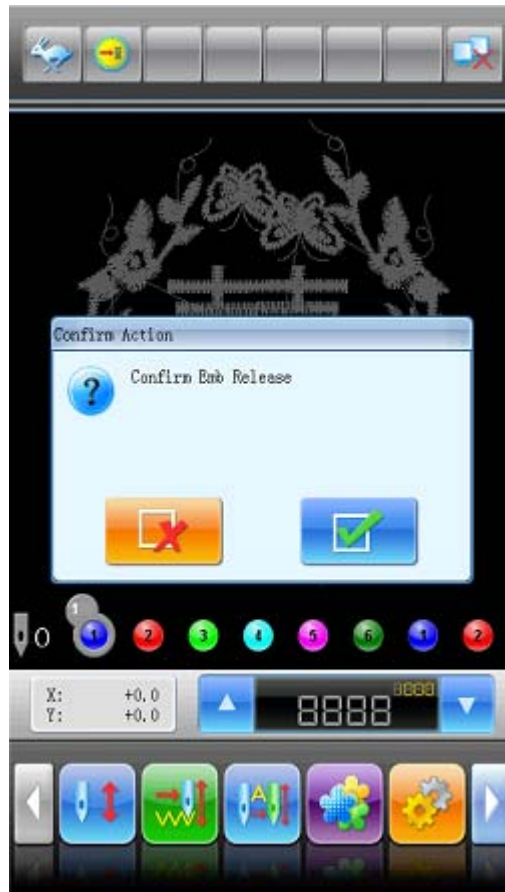 Confirm Action
Confirm Emb Release
1
0 1 2 3 4 5 6 1 2
X: +0.0
Y: +0.0
A